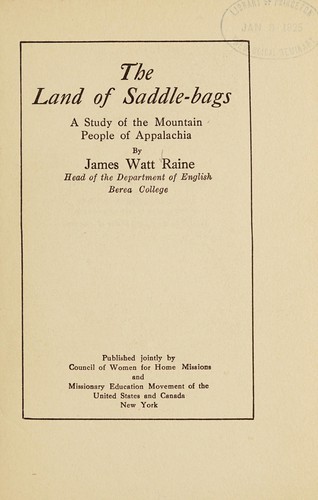 The
Land of Saddle-bags
A Study of the Mountain
People of Appalachia
By
James Watt Raine
Head of the Department of English
Berea College
Published jointly by
Council of Women for Home Missions
and
Missionary Education Movement of the
United States and Canada
New York